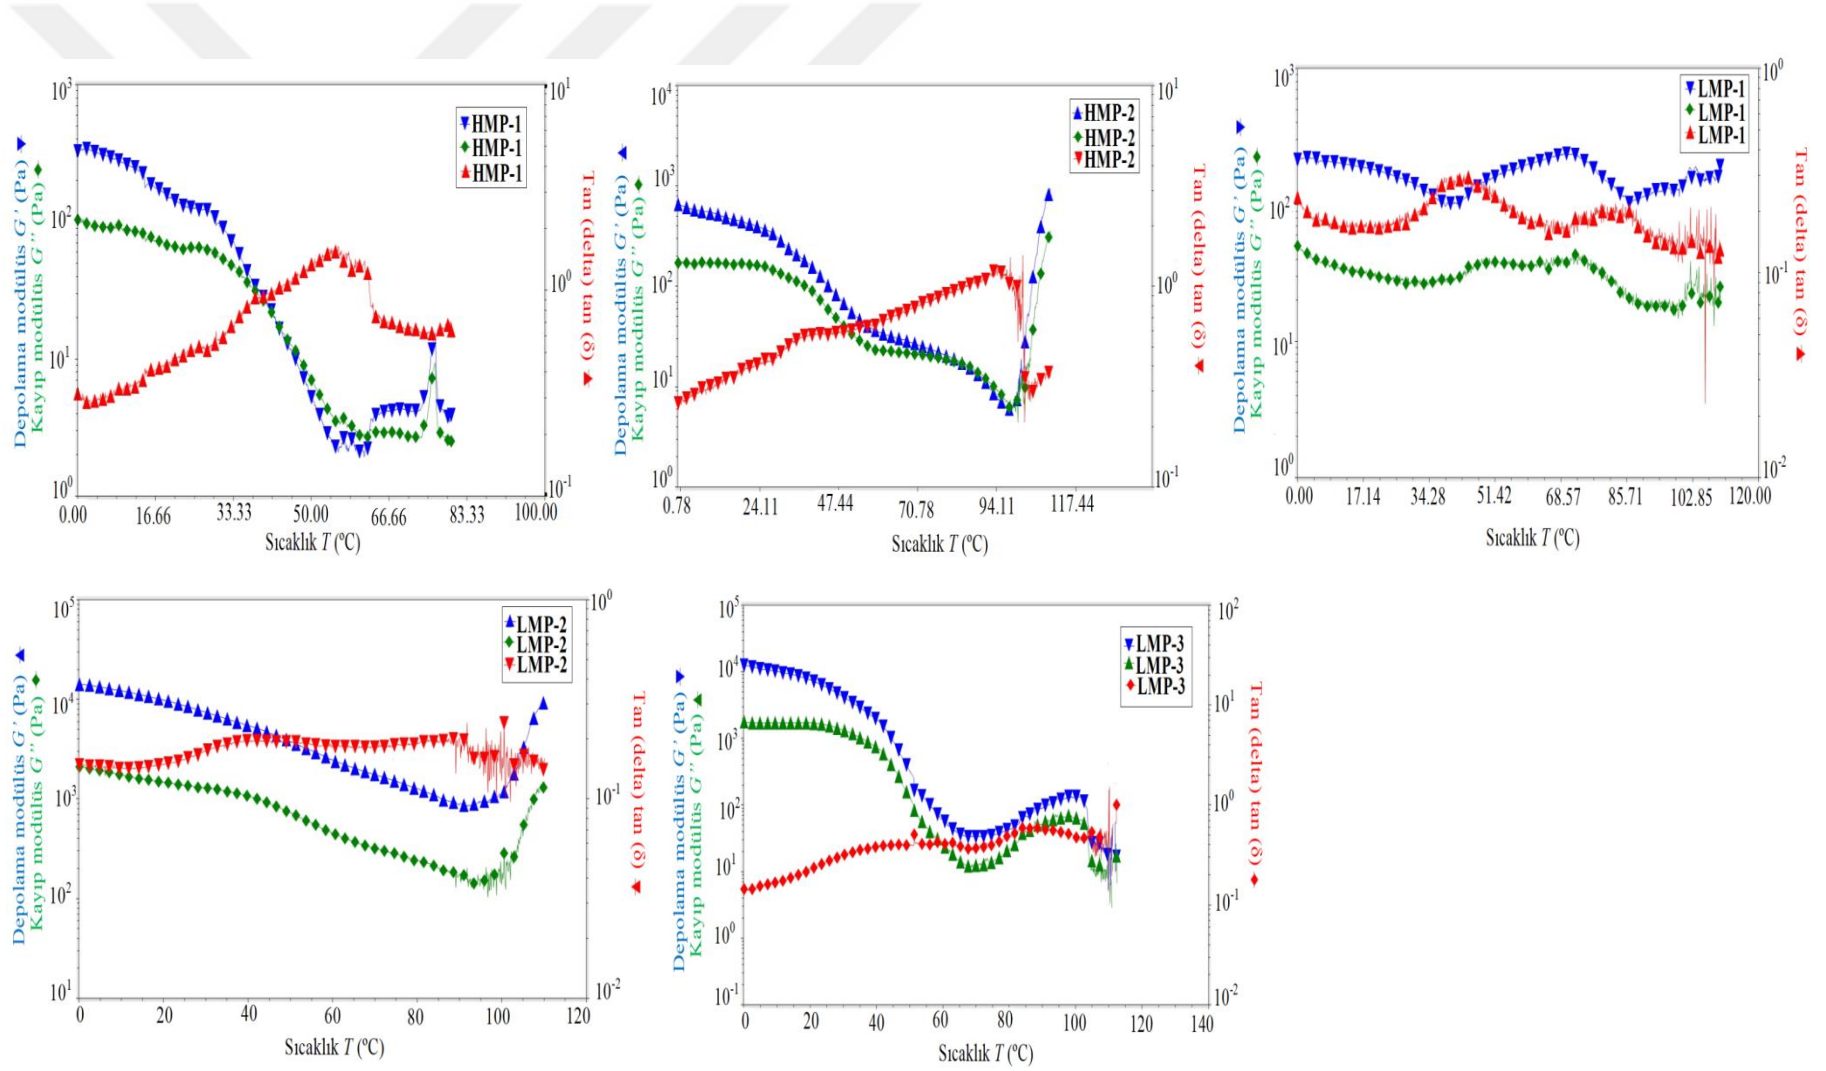 HMP-1
HMP-1
HMP-1
Depolama modülüs G' (Pa)
Kayıp modülüs G'' (Pa)
Tan (delta) tan (δ)
10³
10²
10¹
10⁰
10¹
10⁰
10⁻¹
0.00 16.66 33.33 50.00 66.66 83.33 100.00
Sıcaklık T (ºC)
HMP-2
HMP-2
HMP-2
Depolama modülüs G' (Pa)
Kayıp modülüs G'' (Pa)
Tan (delta) tan (δ)
10⁴
10³
10²
10¹
10⁰
10¹
10⁰
10⁻¹
0.78 24.11 47.44 70.78 94.11 117.44
Sıcaklık T (ºC)
LMP-1
LMP-1
LMP-1
Depolama modülüs G' (Pa)
Kayıp modülüs G'' (Pa)
Tan (delta) tan (δ)
10³
10²
10¹
10⁰
10⁰
10⁻¹
10⁻²
0.00 17.14 34.28 51.42 68.57 85.71 102.85 120.00
Sıcaklık T (ºC)
LMP-2
LMP-2
LMP-2
Depolama modülüs G' (Pa)
Kayıp modülüs G'' (Pa)
Tan (delta) tan (δ)
10⁵
10⁴
10³
10²
10¹
10⁰
10⁻¹
10⁻²
0 20 40 60 80 100 120
Sıcaklık T (ºC)
LMP-3
LMP-3
LMP-3
Depolama modülüs G' (Pa)
Kayıp modülüs G'' (Pa)
Tan (delta) tan (δ)
10⁵
10⁴
10³
10²
10¹
10⁰
10⁻¹
10²
10¹
10⁰
10⁻¹
10⁻²
0 20 40 60 80 100 120 140
Sıcaklık T (ºC)